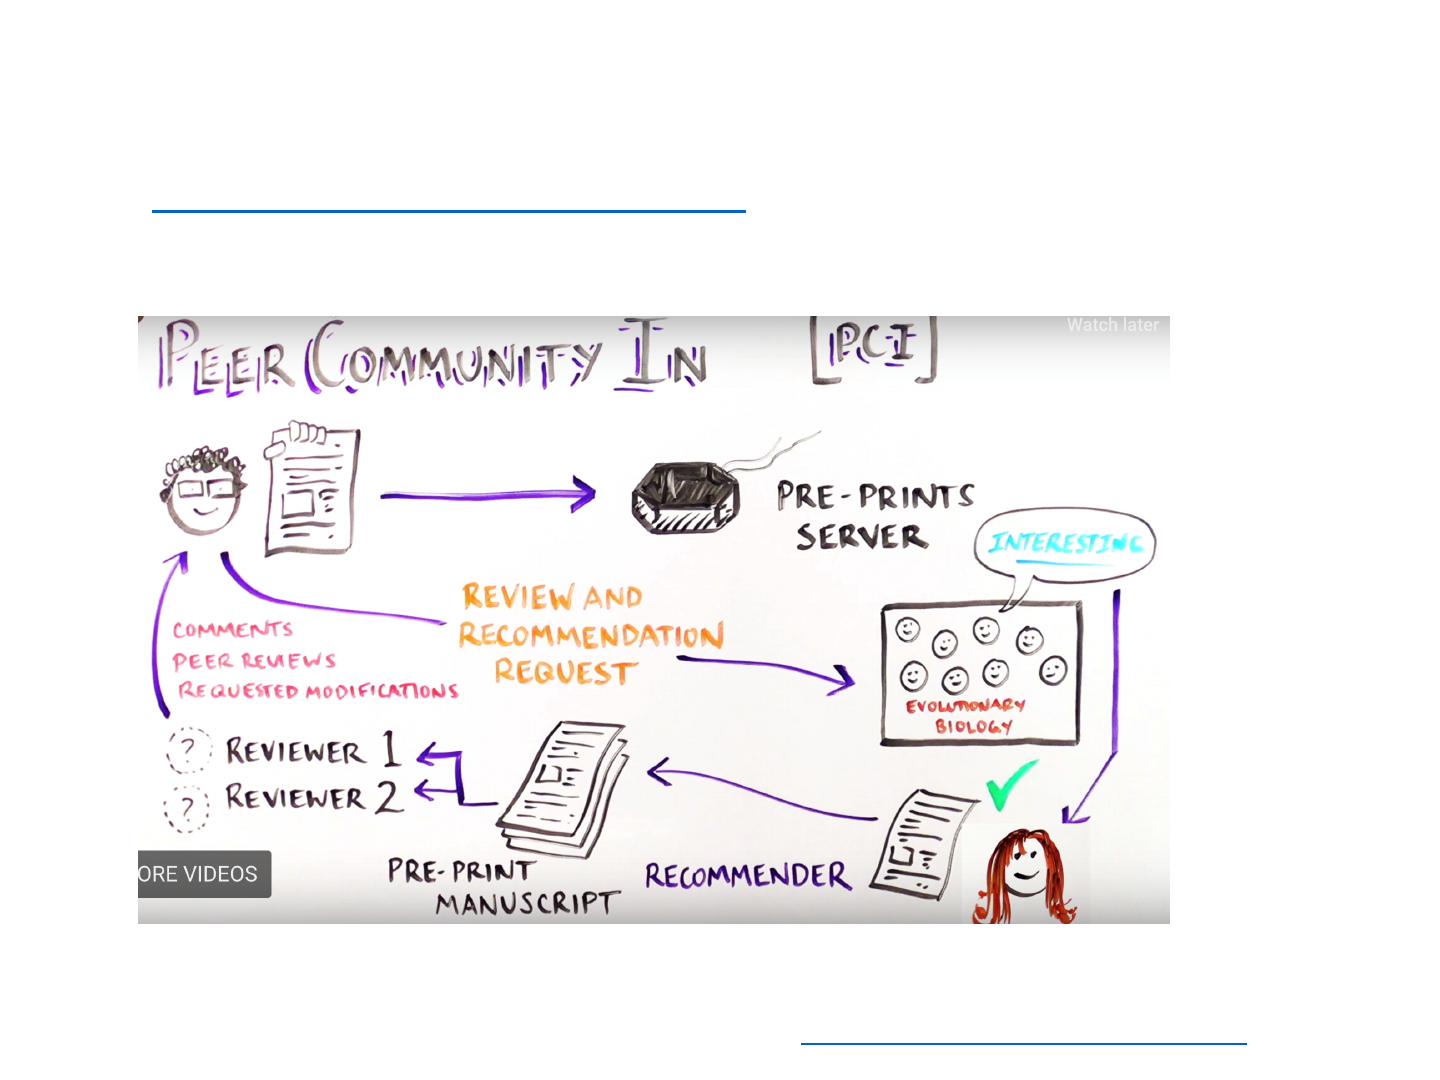 PEER COMMUNITY IN [PCI]
Watch later
PRE-PRINTS
SERVER
INTERESTING
REVIEW AND
RECOMMENDATION
REQUEST
COMMENTS
PEER REVIEWS
REQUESTED MODIFICATIONS
EVOLUTIONARY
BIOLOGY
? REVIEWER 1
? REVIEWER 2
ORE VIDEOS
PRE-PRINT
MANUSCRIPT
RECOMMENDER